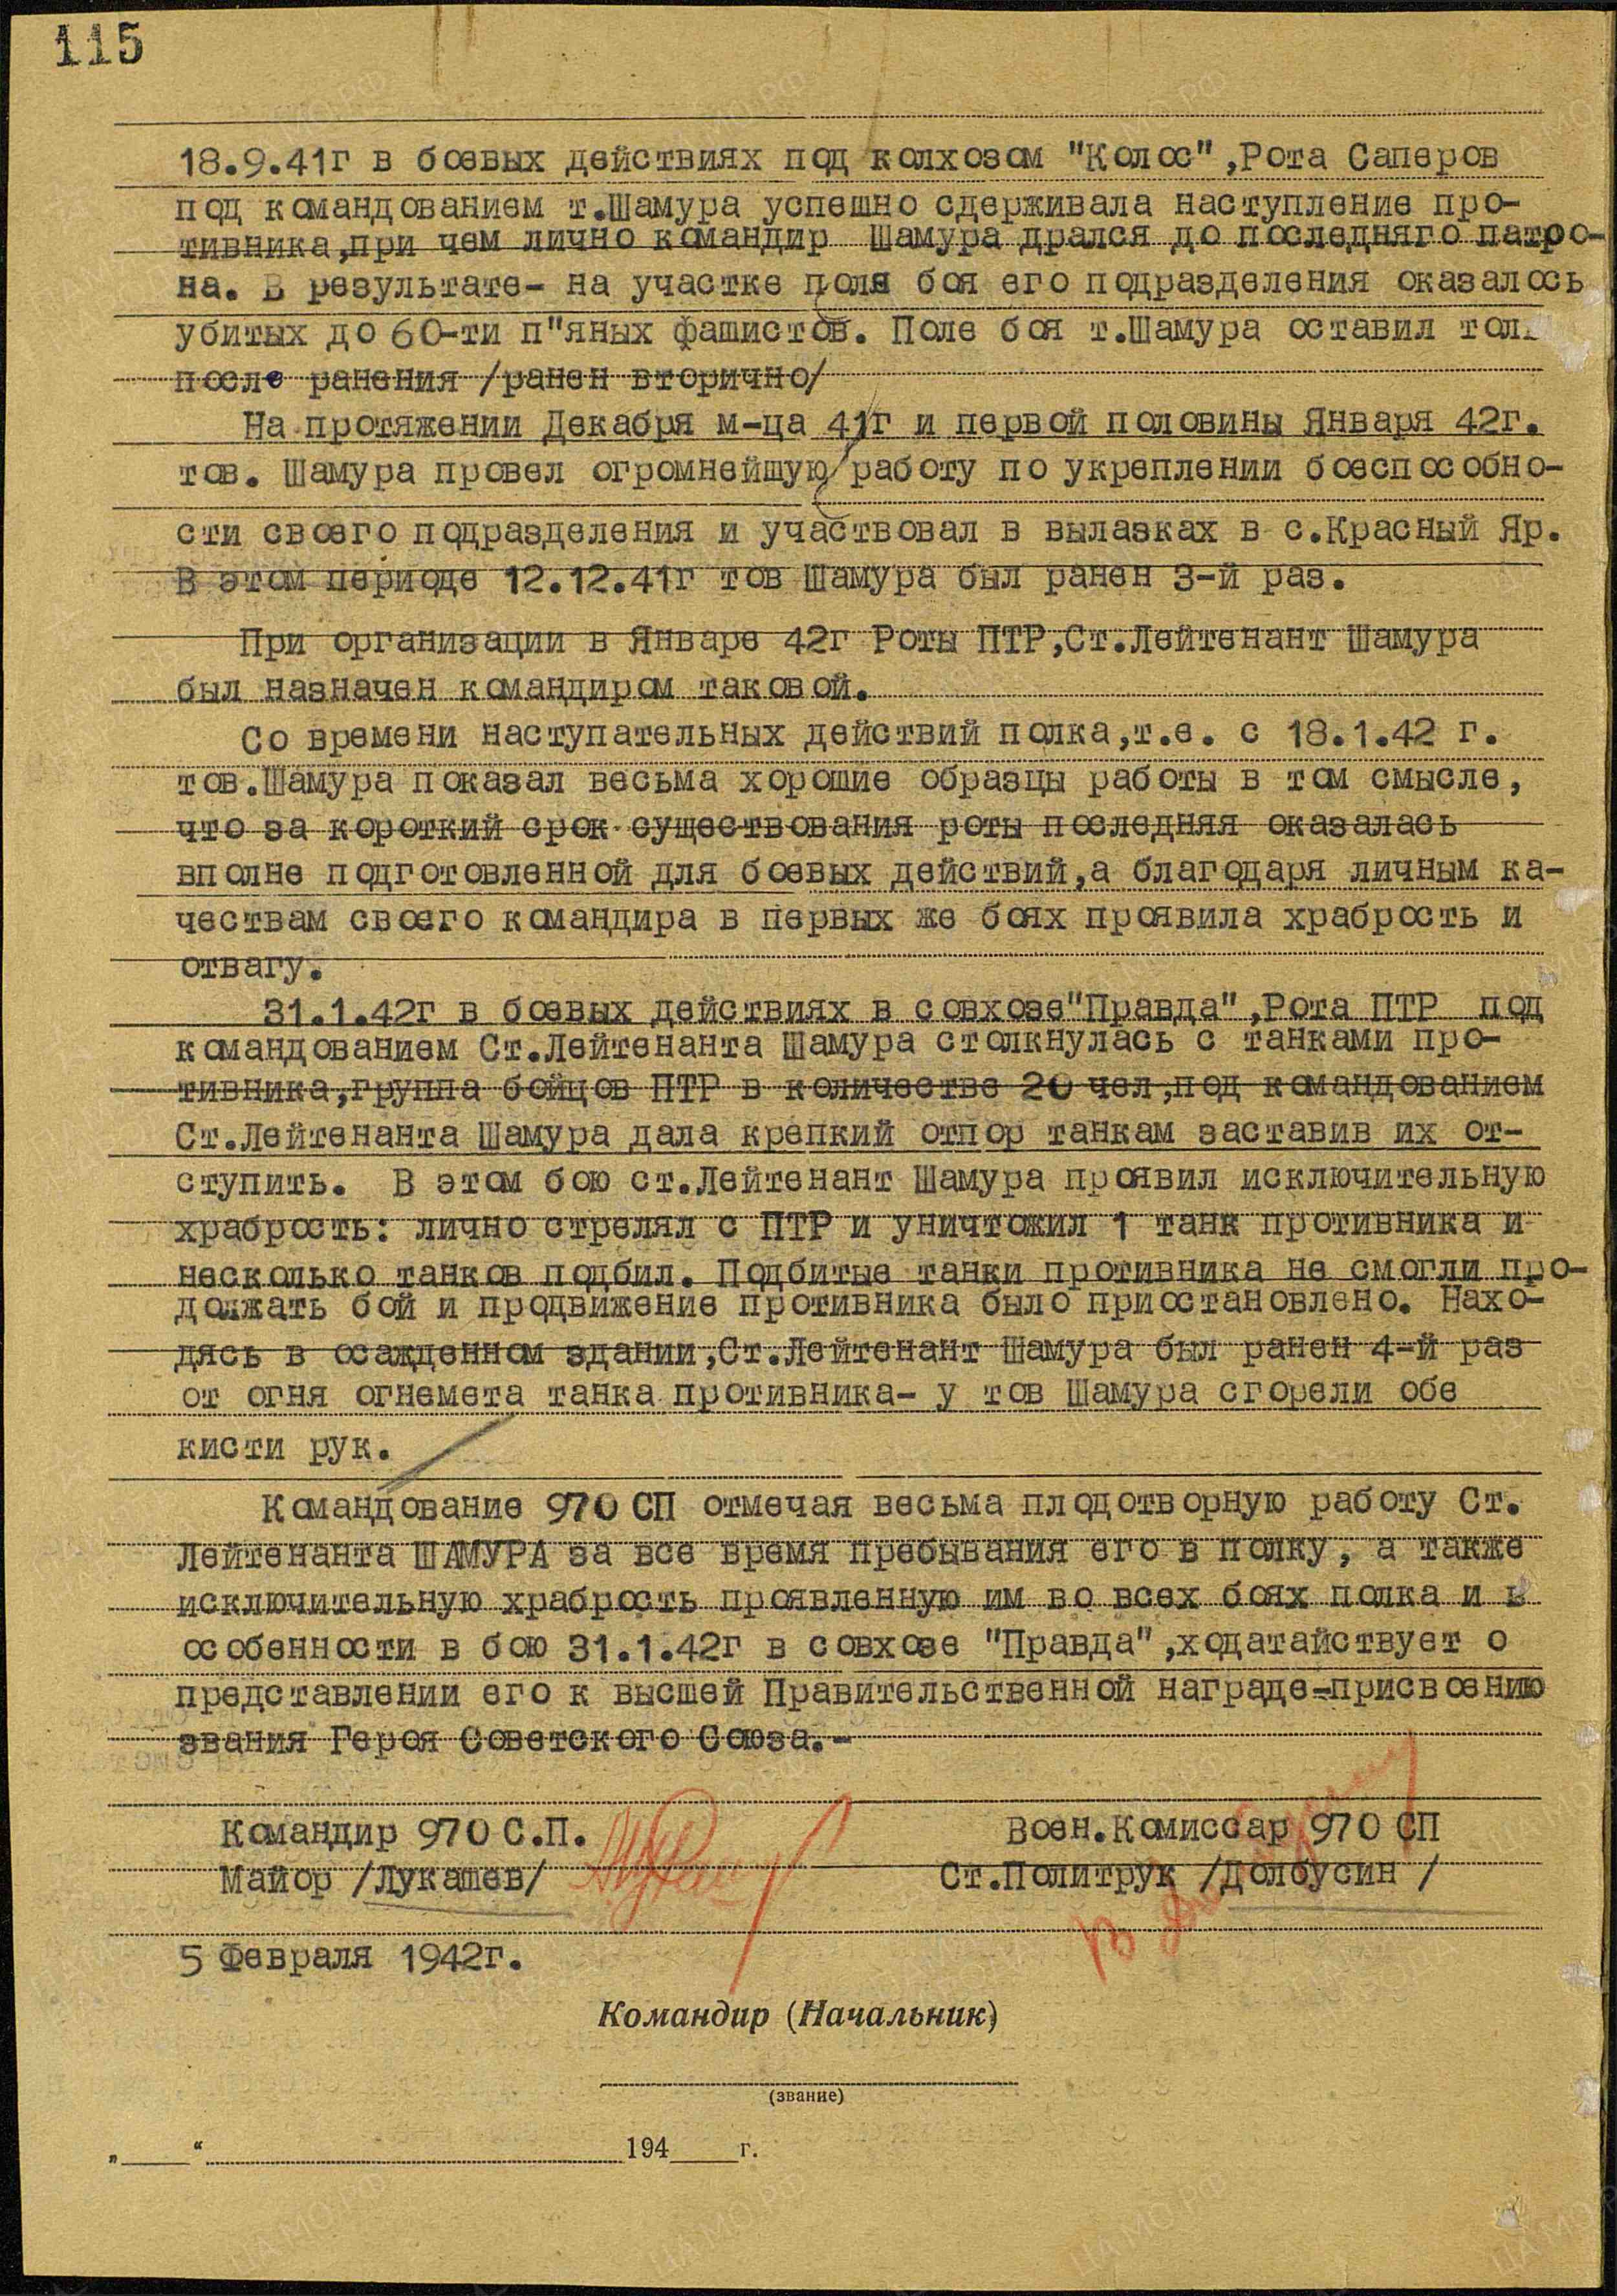 115
18.9.41г в боевых действиях под колхозом "Колос",Рота Саперов
под командованием т.Шамура успешно сдерживала наступление про-
тивника,при чем лично командир Шамура дрался до последняго патро-
на. В результате- на участке поля боя его подразделения оказалось
убитых до 60-ти п"яных фашистов. Поле боя т.Шамура оставил
после ранения /ранен вторично/
На протяжении Декабря м-ца 41г и первой половины Января 42г.
тов. Шамура провел огромнейшую работу по укреплении боеспособно-
сти своего подразделения и участвовал в вылазках в с.Красный Яр.
В этом периоде 12.12.41г тов Шамура был ранен 3-й раз.
При организации в Январе 42г Роты ПТР,Ст.Лейтенант Шамура
был назначен командиром таковой.
Со времени наступательных действий полка,т.е. с 18.1.42 г.
тов.Шамура показал весьма хорошие образцы работы в том смысле,
что за короткий срок существования роты последняя оказалась
вполне подготовленной для боевых действий,а благодаря личным ка-
чествам своего командира в первых же боях проявила храбрость и
отвагу.
31.1.42г в боевых действиях в совхозе"Правда",Рота ПТР под
командованием Ст.Лейтенанта Шамура столкнулась с танками про-
тивника,группа бойцов ПТР в количестве 20 чел,под командованием
Ст.Лейтенанта Шамура дала крепкий отпор танкам заставив их от-
ступить. В этом бою ст.Лейтенант Шамура проявил исключительную
храбрость: лично стрелял с ПТР и уничтожил 1 танк противника и
несколько танков подбил. Подбитые танки противника не смогли про-
должать бой и продвижение противника было приостановлено. Нахо-
дясь в осажденном здании,Ст.Лейтенант Шамура был ранен 4-й раз
от огня огнемета танка противника- у тов Шамура сгорели обе
кисти рук.
Командование 970 СП отмечая весьма плодотворную работу Ст.
Лейтенанта ШАМУРА за все время пребывания его в полку, а также
исключительную храбрость проявленную им во всех боях полка и в
особенности в бою 31.1.42г в совхозе "Правда",ходатайствует о
представлении его к высшей Правительственной награде-присвоению
звания Героя Советского Союза.-
Командир 970 С.П. Воен.Комиссар 970 СП
Майор /Лукашев/ Ст.Политрук /Долбусин /
5 Февраля 1942г.
Командир (Начальник)
(звание)
„ “ 194 г.